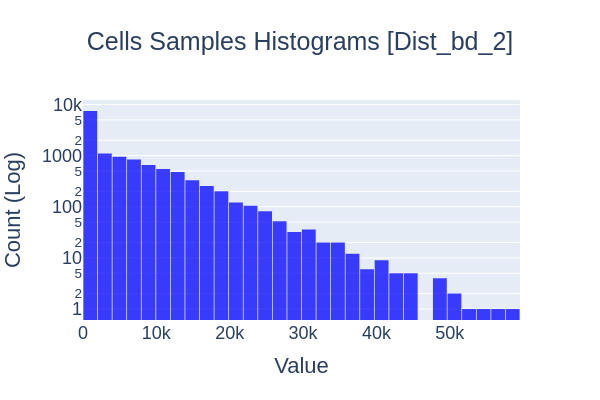 Cells Samples Histograms [Dist_bd_2]
Count (Log)
10k
5
2
1000
5
2
100
5
2
10
5
2
1
0
10k
20k
30k
40k
50k
Value